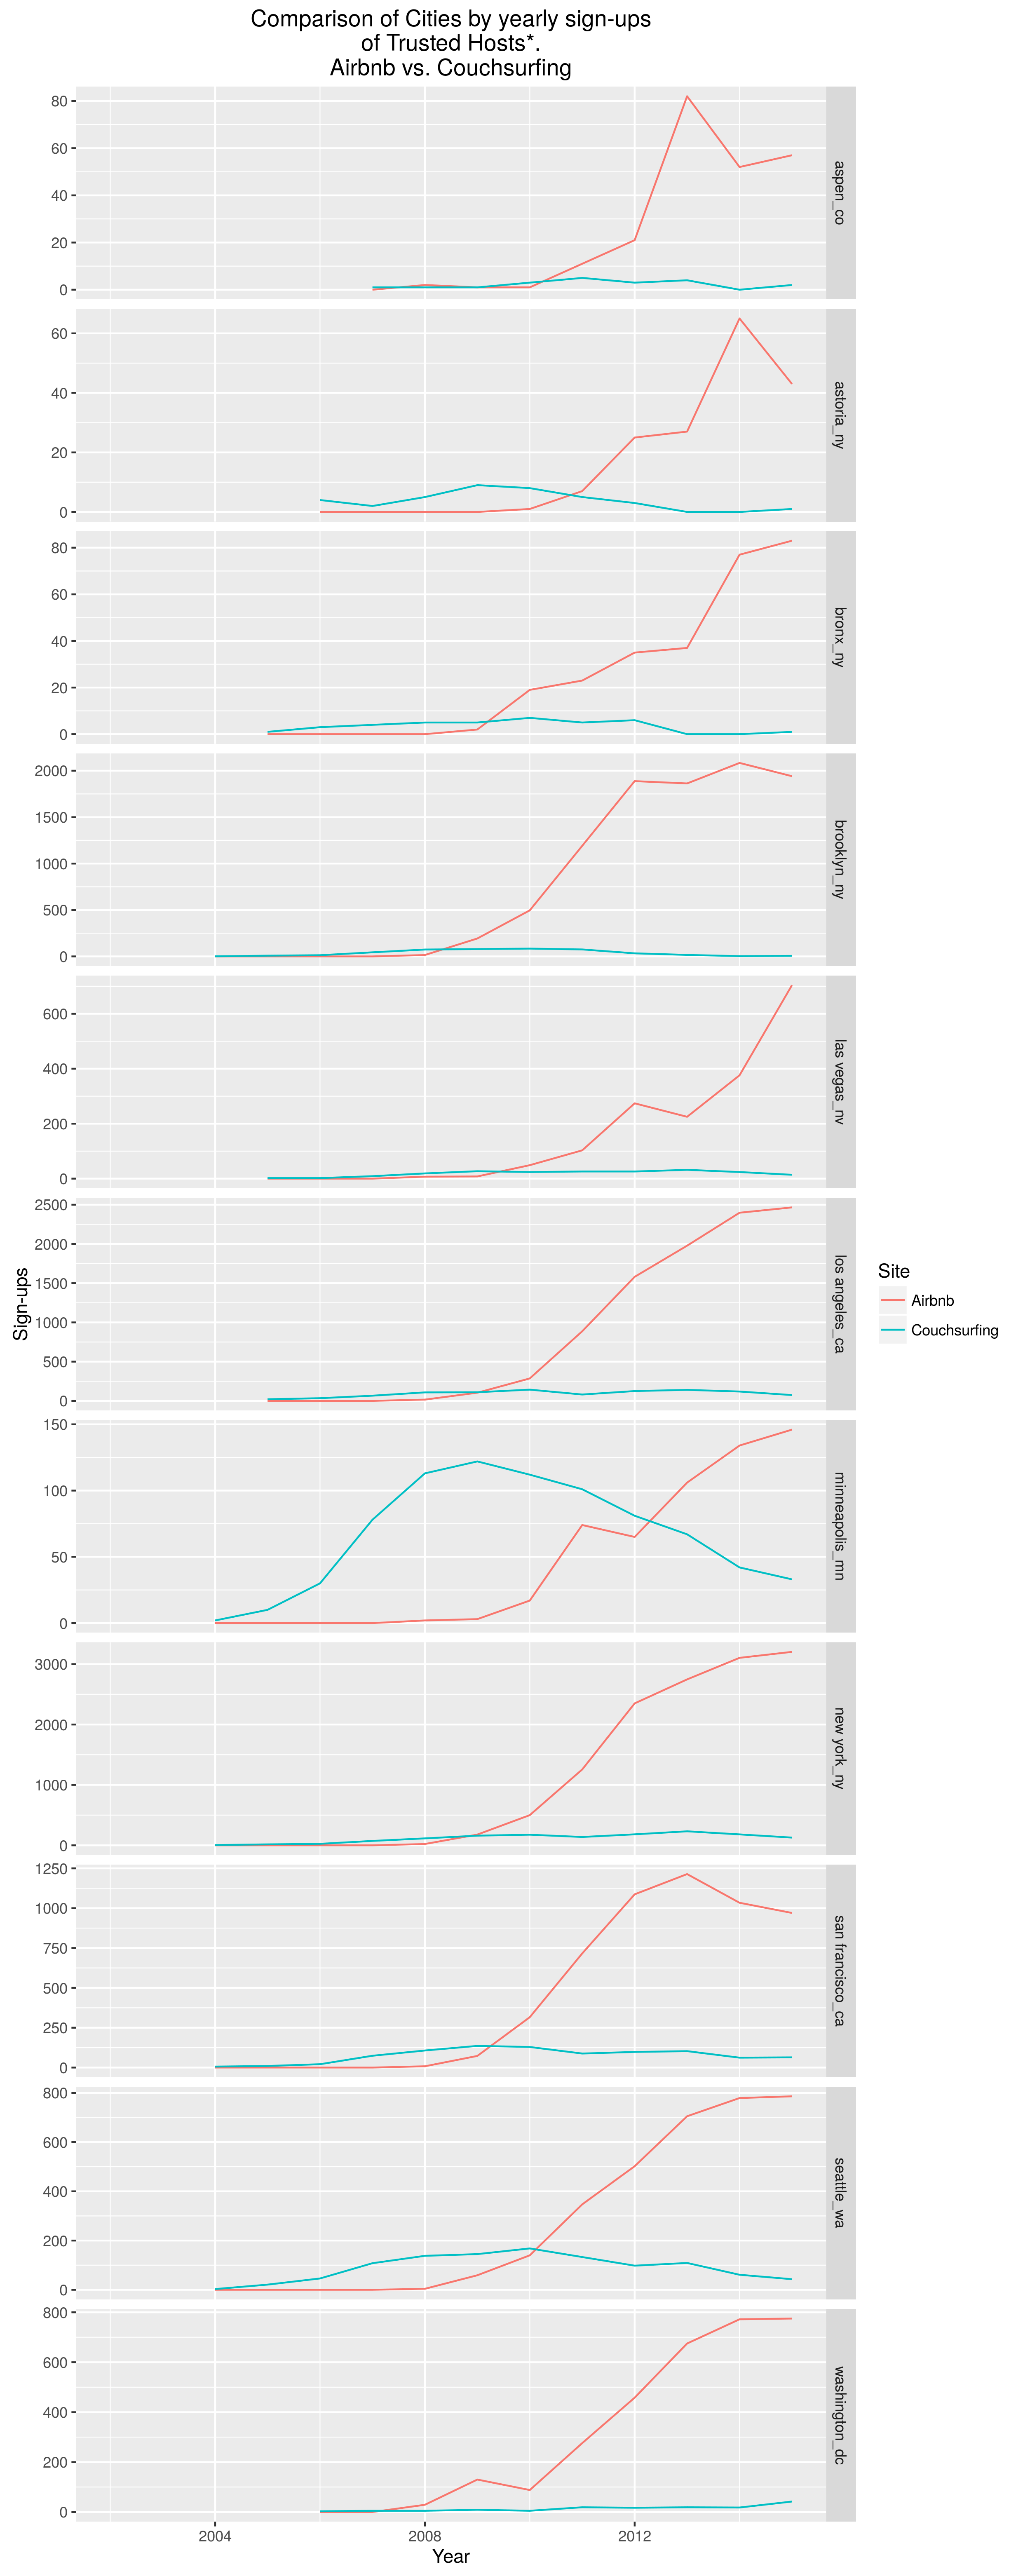 Comparison of Cities by yearly sign-ups
of Trusted Hosts*.
Airbnb vs. Couchsurfing
80
60
40
20
0
aspen_co
60
40
20
0
astoria_ny
80
60
40
20
0
bronx_ny
2000
1500
1000
500
0
brooklyn_ny
600
400
200
0
las vegas_nv
2500
2000
1500
1000
500
0
los angeles_ca
150
100
50
0
minneapolis_mn
3000
2000
1000
0
new york_ny
1250
1000
750
500
250
0
san francisco_ca
800
600
400
200
0
seattle_wa
800
600
400
200
0
washington_dc
2004
2008
2012
Year
Sign-ups
Site
Airbnb
Couchsurfing